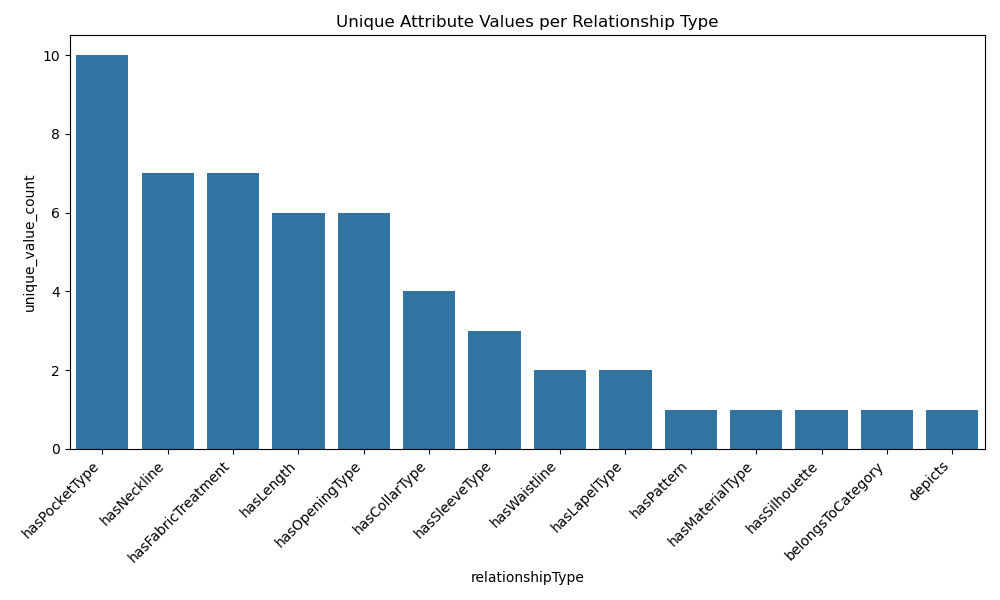 Unique Attribute Values per Relationship Type
unique_value_count
10
8
6
4
2
0
hasPocketType
hasNeckline
hasFabricTreatment
hasLength
hasOpeningType
hasCollarType
hasSleeveType
hasWaistline
hasLapelType
hasPattern
hasMaterialType
hasSilhouette
belongsToCategory
depicts
relationshipType